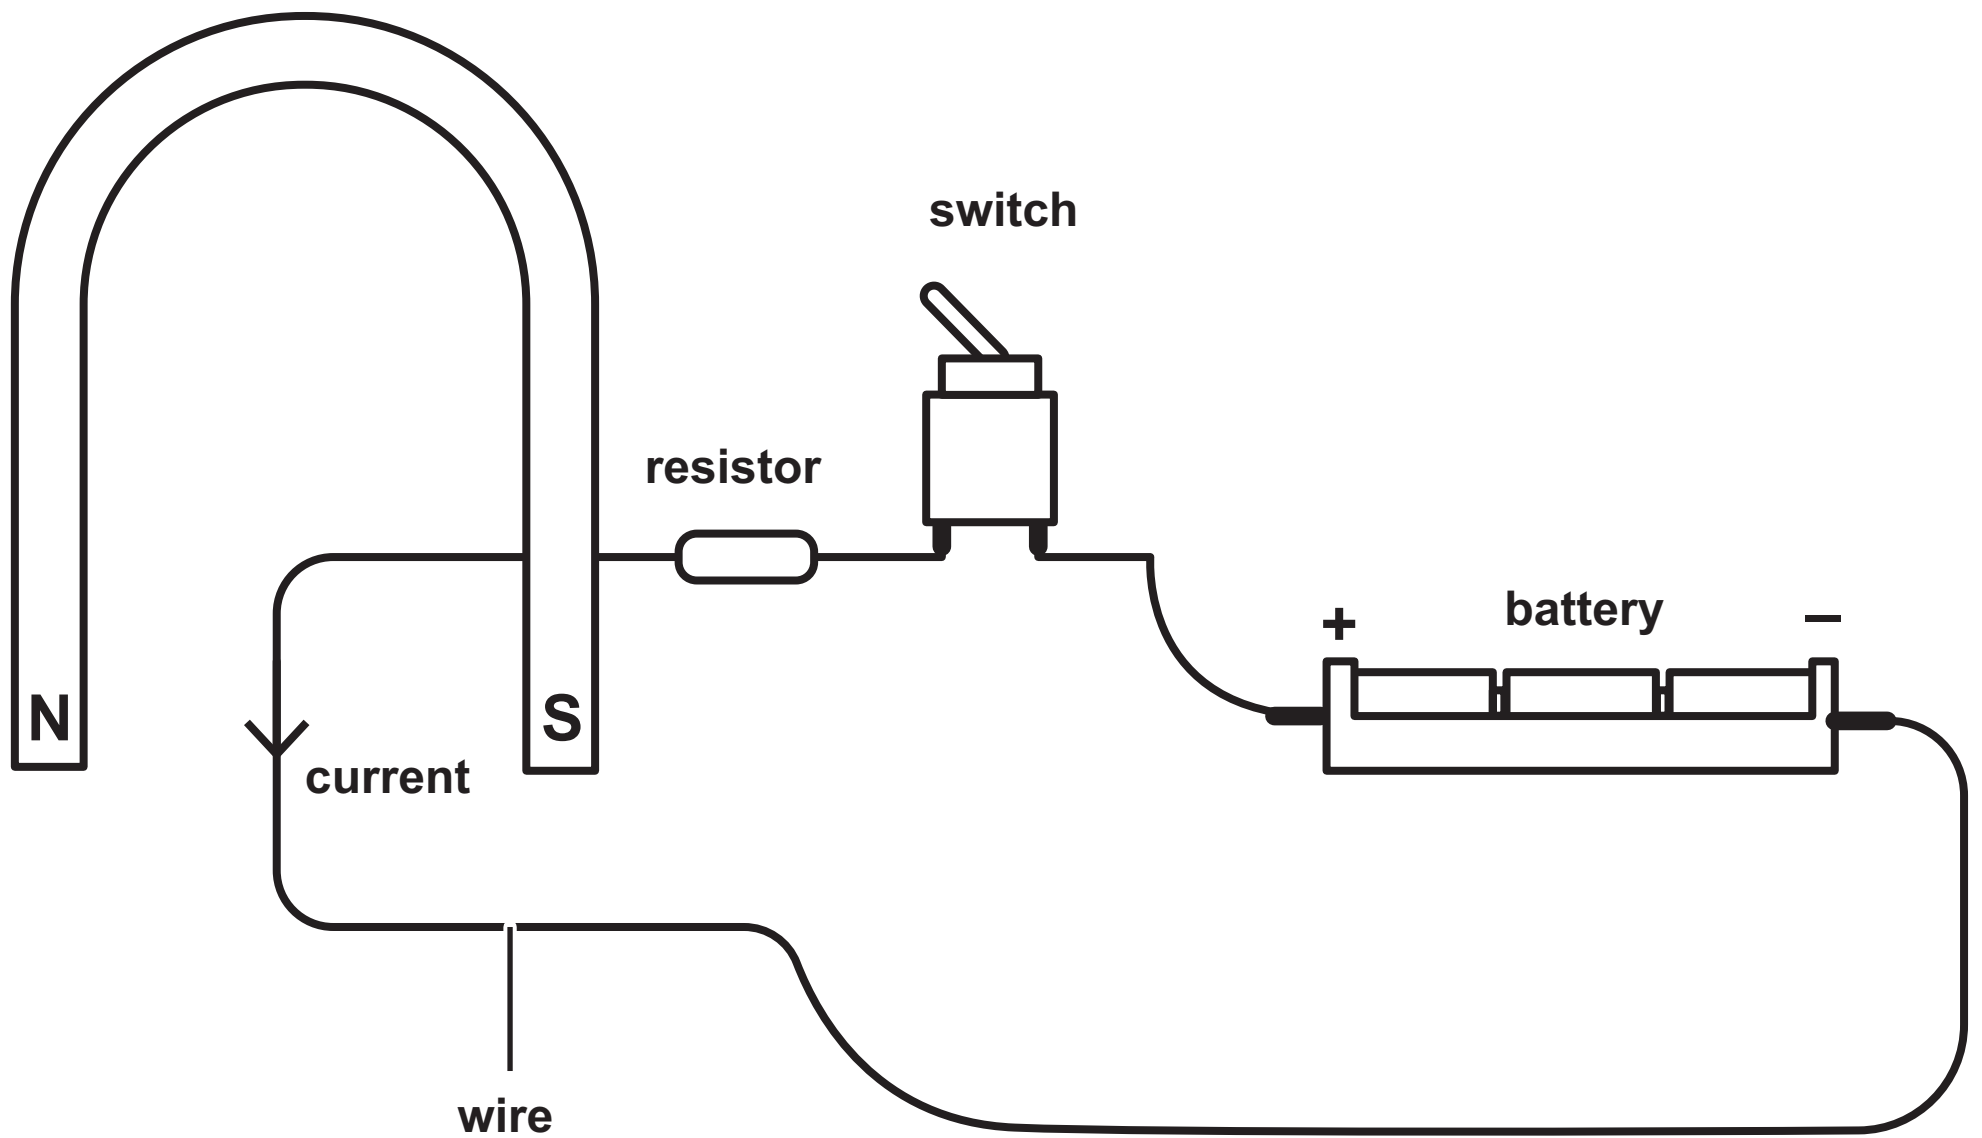 switch
resistor
+ battery −
N S
current
wire